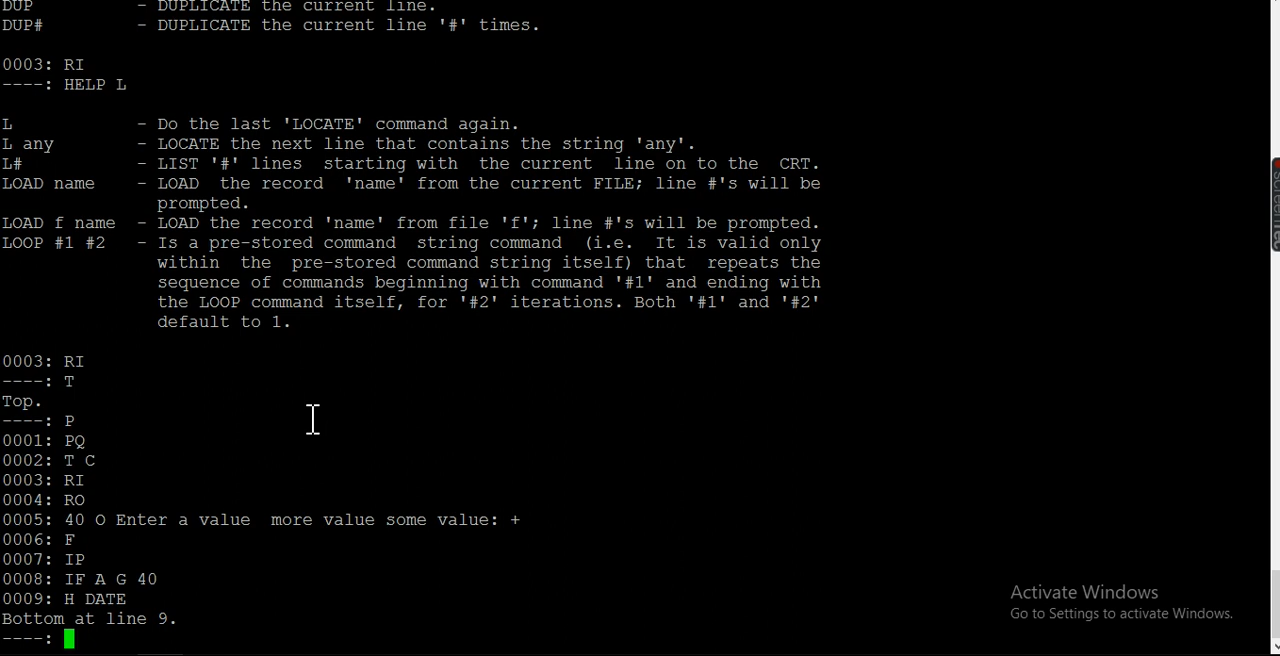 DUP - DUPLICATE the current line.
DUP# - DUPLICATE the current line '#' times.
0003: RI
----: HELP L
L - Do the last 'LOCATE' command again.
L any - LOCATE the next line that contains the string 'any'.
L# - LIST '#' lines starting with the current line on to the CRT.
LOAD name - LOAD the record 'name' from the current FILE; line #'s will be
prompted.
LOAD f name - LOAD the record 'name' from file 'f'; line #'s will be prompted.
LOOP #1 #2 - Is a pre-stored command string command (i.e. It is valid only
within the pre-stored command string itself) that repeats the
sequence of commands beginning with command '#1' and ending with
the LOOP command itself, for '#2' iterations. Both '#1' and '#2'
default to 1.
0003: RI
----: T
Top.
----: P
0001: PQ
0002: T C
0003: RI
0004: RO
0005: 40 O Enter a value  more value some value: +
0006: F
0007: IP
0008: IF A G 40
0009: H DATE
Bottom at line 9.
----:
Activate Windows
Go to Settings to activate Windows.